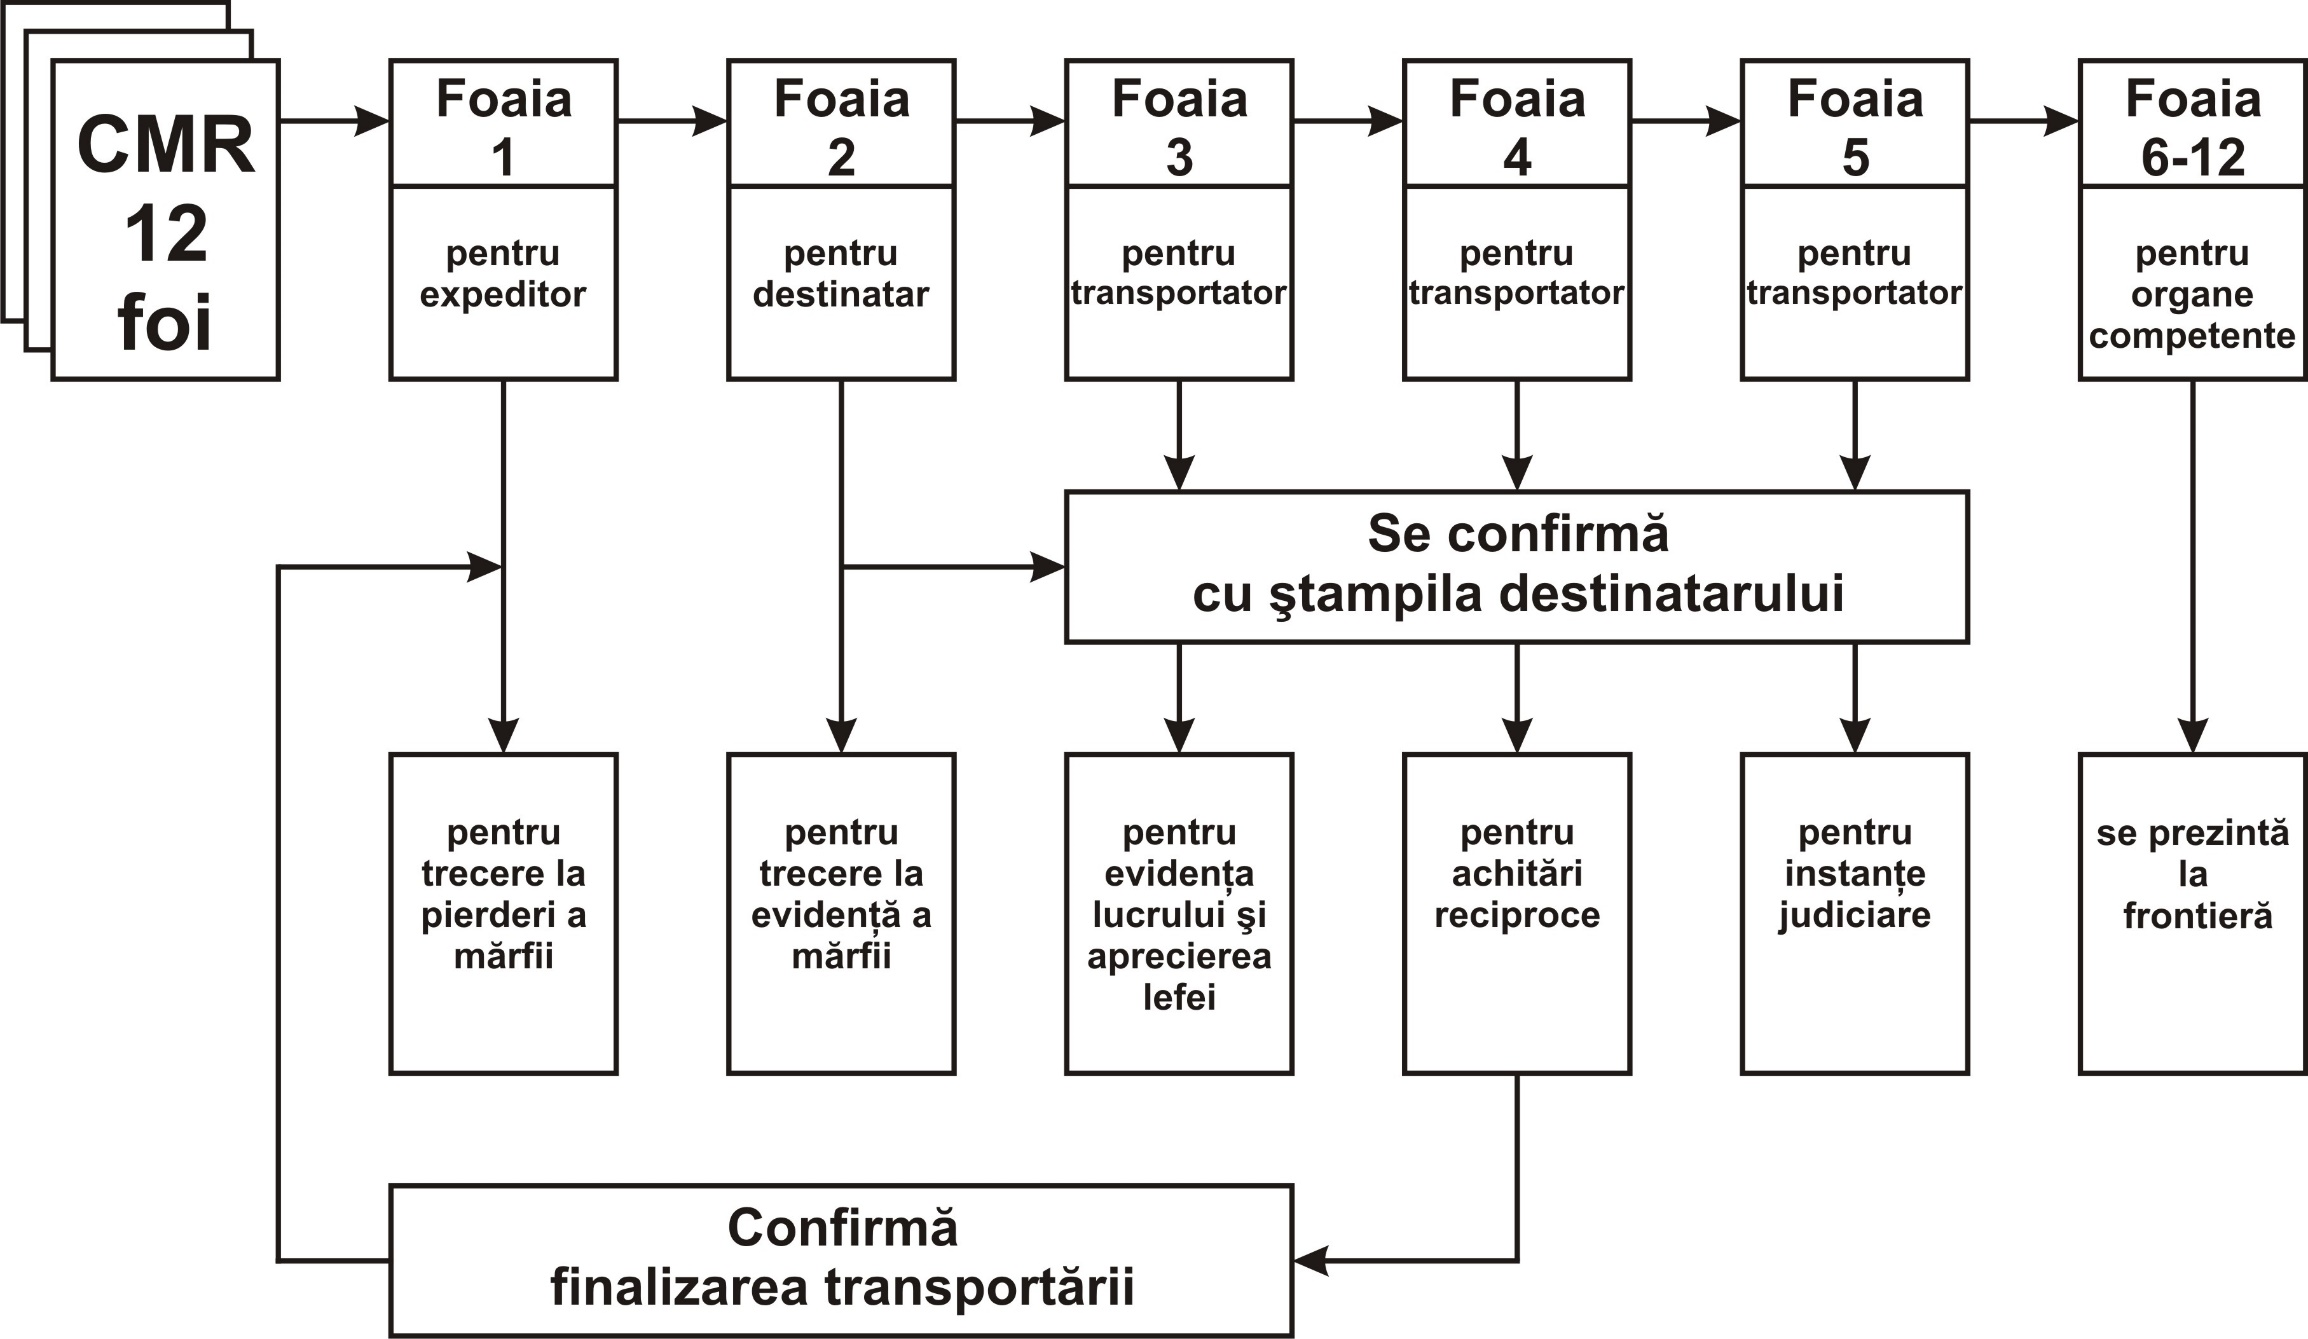 CMR
12
foi
Foaia
1
pentru
expeditor
Foaia
2
pentru
destinatar
Foaia
3
pentru
transportator
Foaia
4
pentru
transportator
Foaia
5
pentru
transportator
Foaia
6-12
pentru
organe
competente
Se confirmă
cu ştampila destinatarului
pentru
trecere la
pierderi a
mărfii
pentru
trecere la
evidență a
mărfii
pentru
evidența
lucrului şi
aprecierea
lefei
pentru
achitări
reciproce
pentru
instanțe
judiciare
se prezintă
la
frontieră
Confirmă
finalizarea transportării